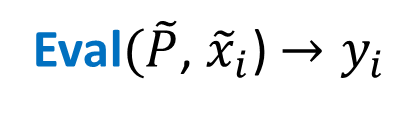 Eval(P̃, x̃ᵢ) → yᵢ